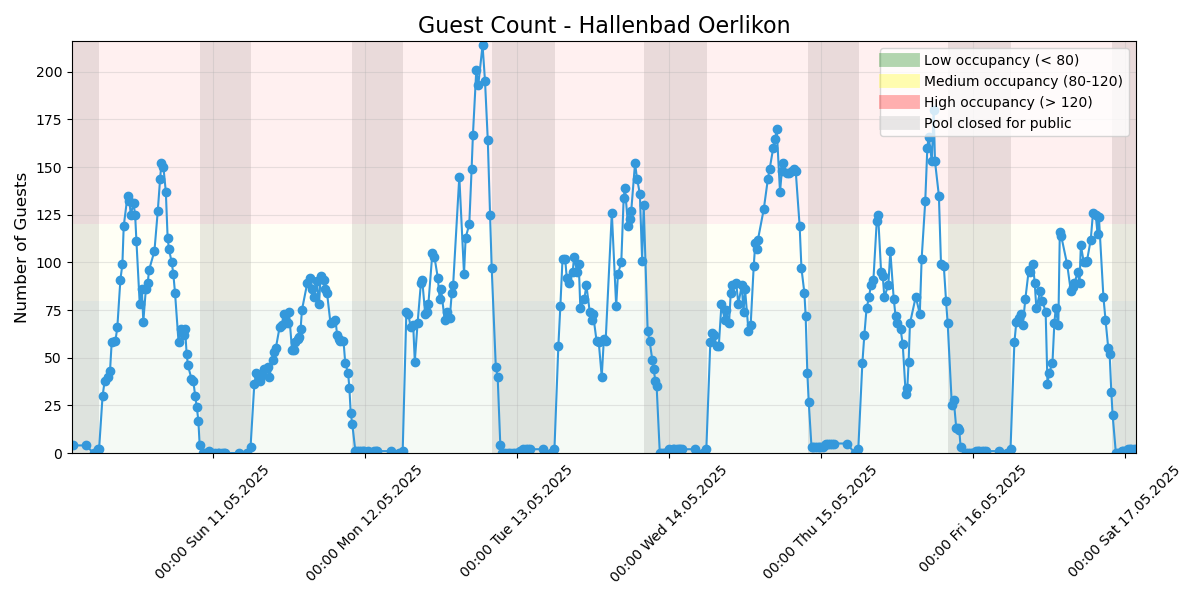 Guest Count - Hallenbad Oerlikon
Number of Guests
200
175
150
125
100
75
50
25
0
Low occupancy (< 80)
Medium occupancy (80-120)
High occupancy (> 120)
Pool closed for public
00:00 Sun 11.05.2025
00:00 Mon 12.05.2025
00:00 Tue 13.05.2025
00:00 Wed 14.05.2025
00:00 Thu 15.05.2025
00:00 Fri 16.05.2025
00:00 Sat 17.05.2025